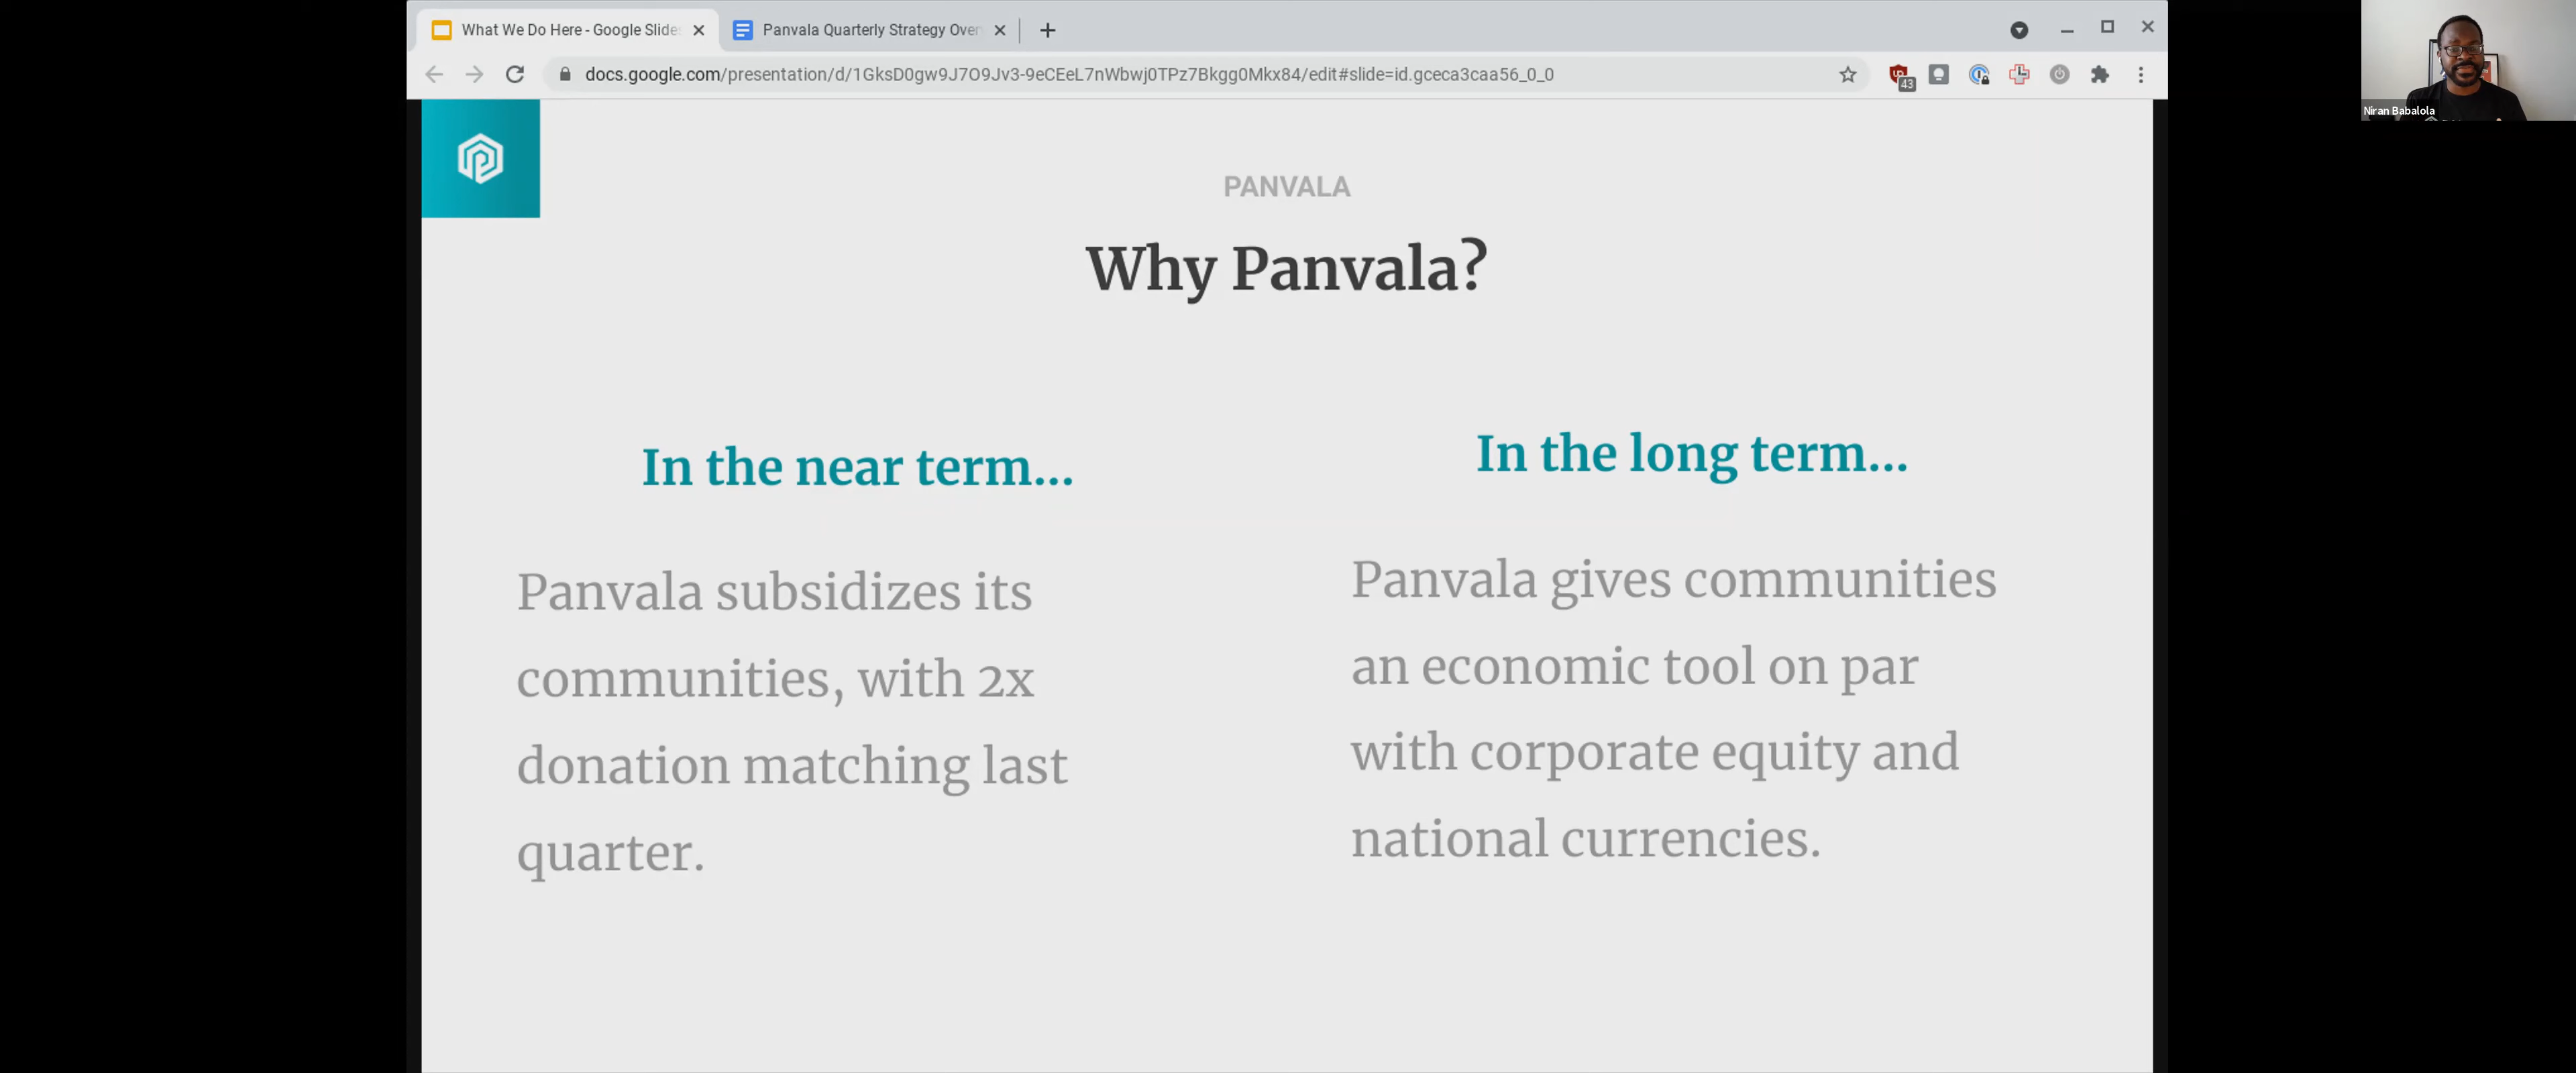 What We Do Here - Google Slides
Panvala Quarterly Strategy Over
docs.google.com/presentation/d/1GksD0gw9J7O9Jv3-9eCEeL7nWbwj0TPz7Bkgg0Mkx84/edit#slide=id.gceca3caa56_0_0
43
Niran Babalola
PANVALA
Why Panvala?
In the near term...
Panvala subsidizes its
communities, with 2x
donation matching last
quarter.
In the long term...
Panvala gives communities
an economic tool on par
with corporate equity and
national currencies.